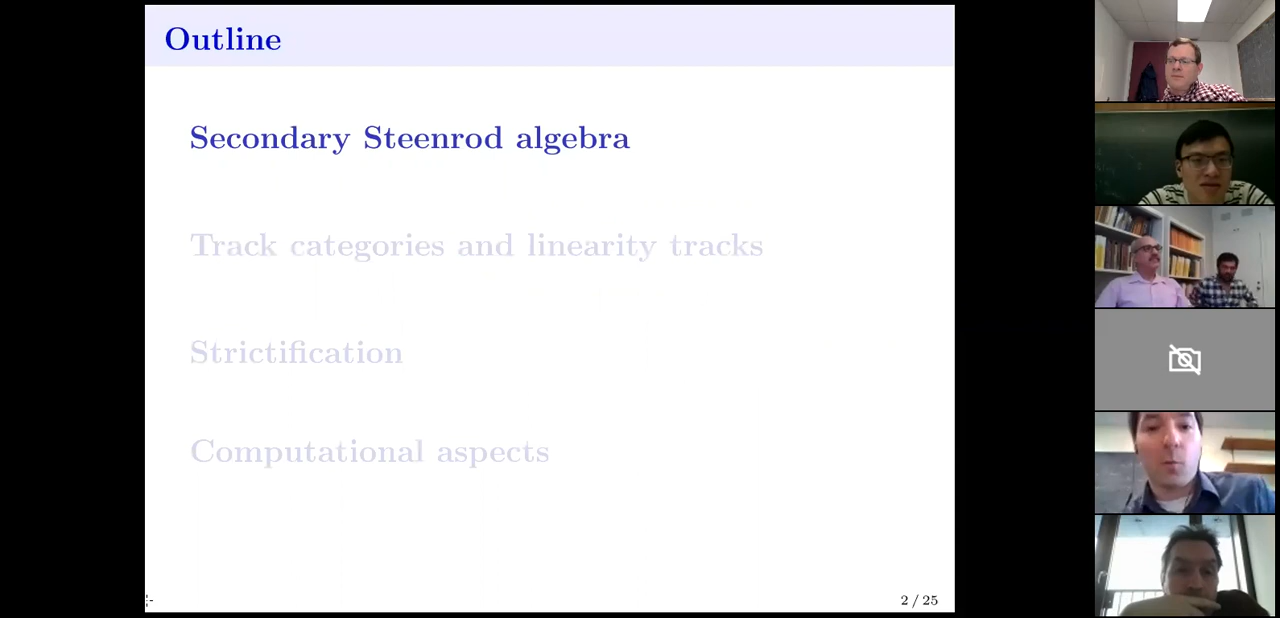 Outline
Secondary Steenrod algebra
Track categories and linearity tracks
Strictification
Computational aspects
2 / 25